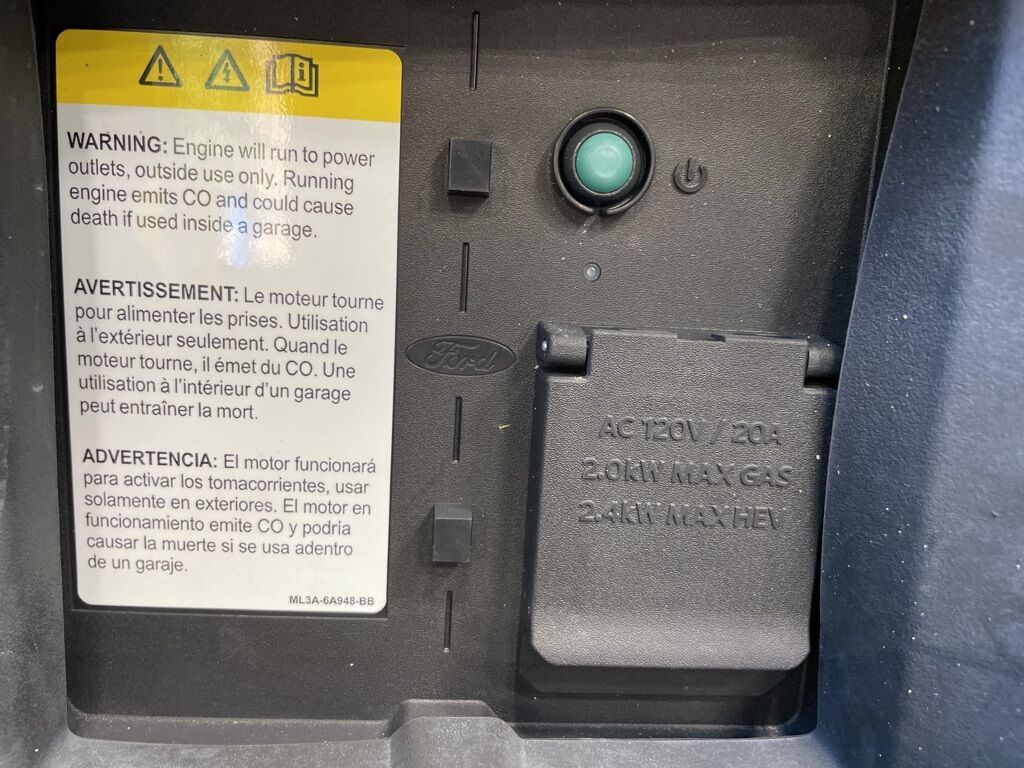 WARNING: Engine will run to power
outlets, outside use only. Running
engine emits CO and could cause
death if used inside a garage.
AVERTISSEMENT: Le moteur tourne
pour alimenter les prises. Utilisation
à l'extérieur seulement. Quand le
moteur tourne, il émet du CO. Une
utilisation à l'intérieur d'un garage
peut entraîner la mort.
ADVERTENCIA: El motor funcionará
para activar los tomacorrientes, usar
solamente en exteriores. El motor en
funcionamiento emite CO y podría
causar la muerte si se usa adentro
de un garaje.
ML3A-6A948-BB
Ford
AC 120V / 20A
2.0KW MAX GAS
2.4KW MAX HEV